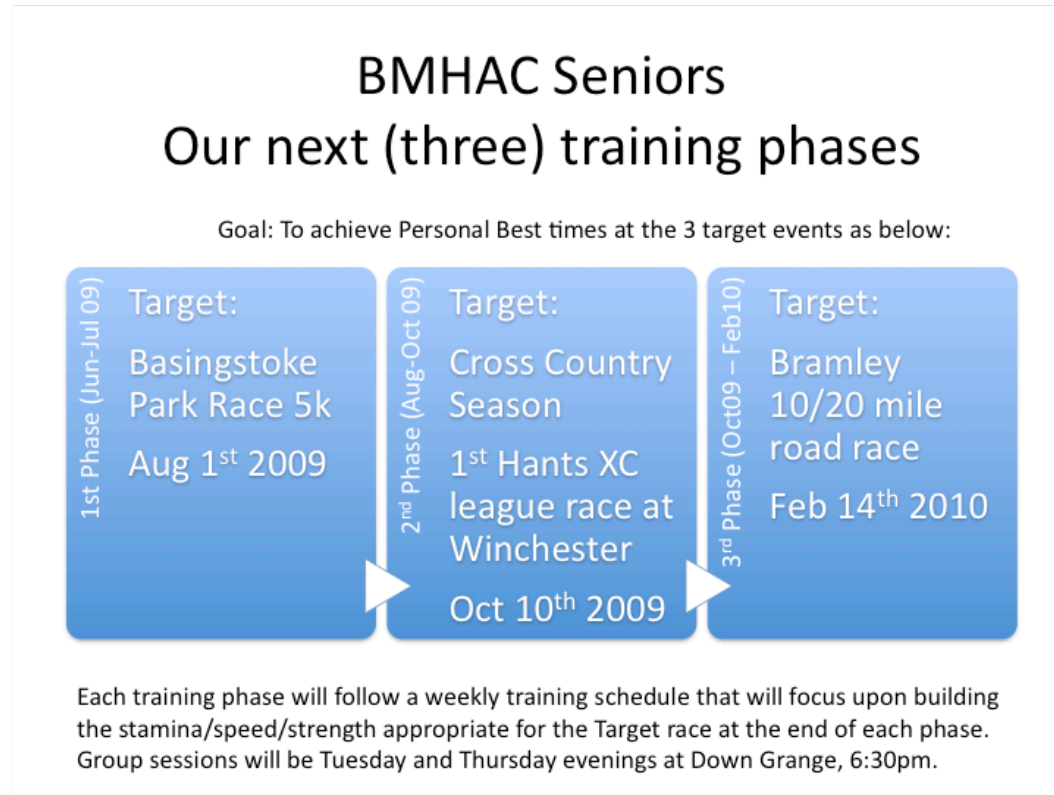 BMHAC Seniors
Our next (three) training phases
Goal: To achieve Personal Best times at the 3 target events as below:
1st Phase (Jun-Jul 09)
Target:
Basingstoke
Park Race 5k
Aug 1st 2009
2nd Phase (Aug-Oct 09)
Target:
Cross Country
Season
1st Hants XC
league race at
Winchester
Oct 10th 2009
3rd Phase (Oct09 – Feb10)
Target:
Bramley
10/20 mile
road race
Feb 14th 2010
Each training phase will follow a weekly training schedule that will focus upon building
the stamina/speed/strength appropriate for the Target race at the end of each phase.
Group sessions will be Tuesday and Thursday evenings at Down Grange, 6:30pm.